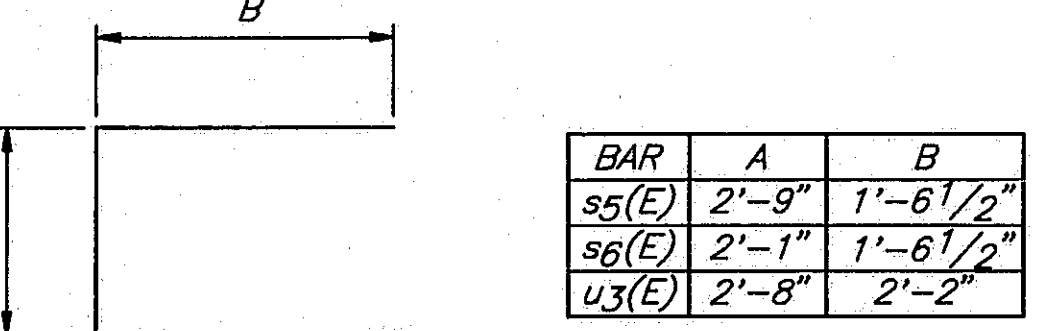 B
BAR A B
s5(E) 2'-9" 1'-6 1/2"
s6(E) 2'-1" 1'-6 1/2"
u3(E) 2'-8" 2'-2"